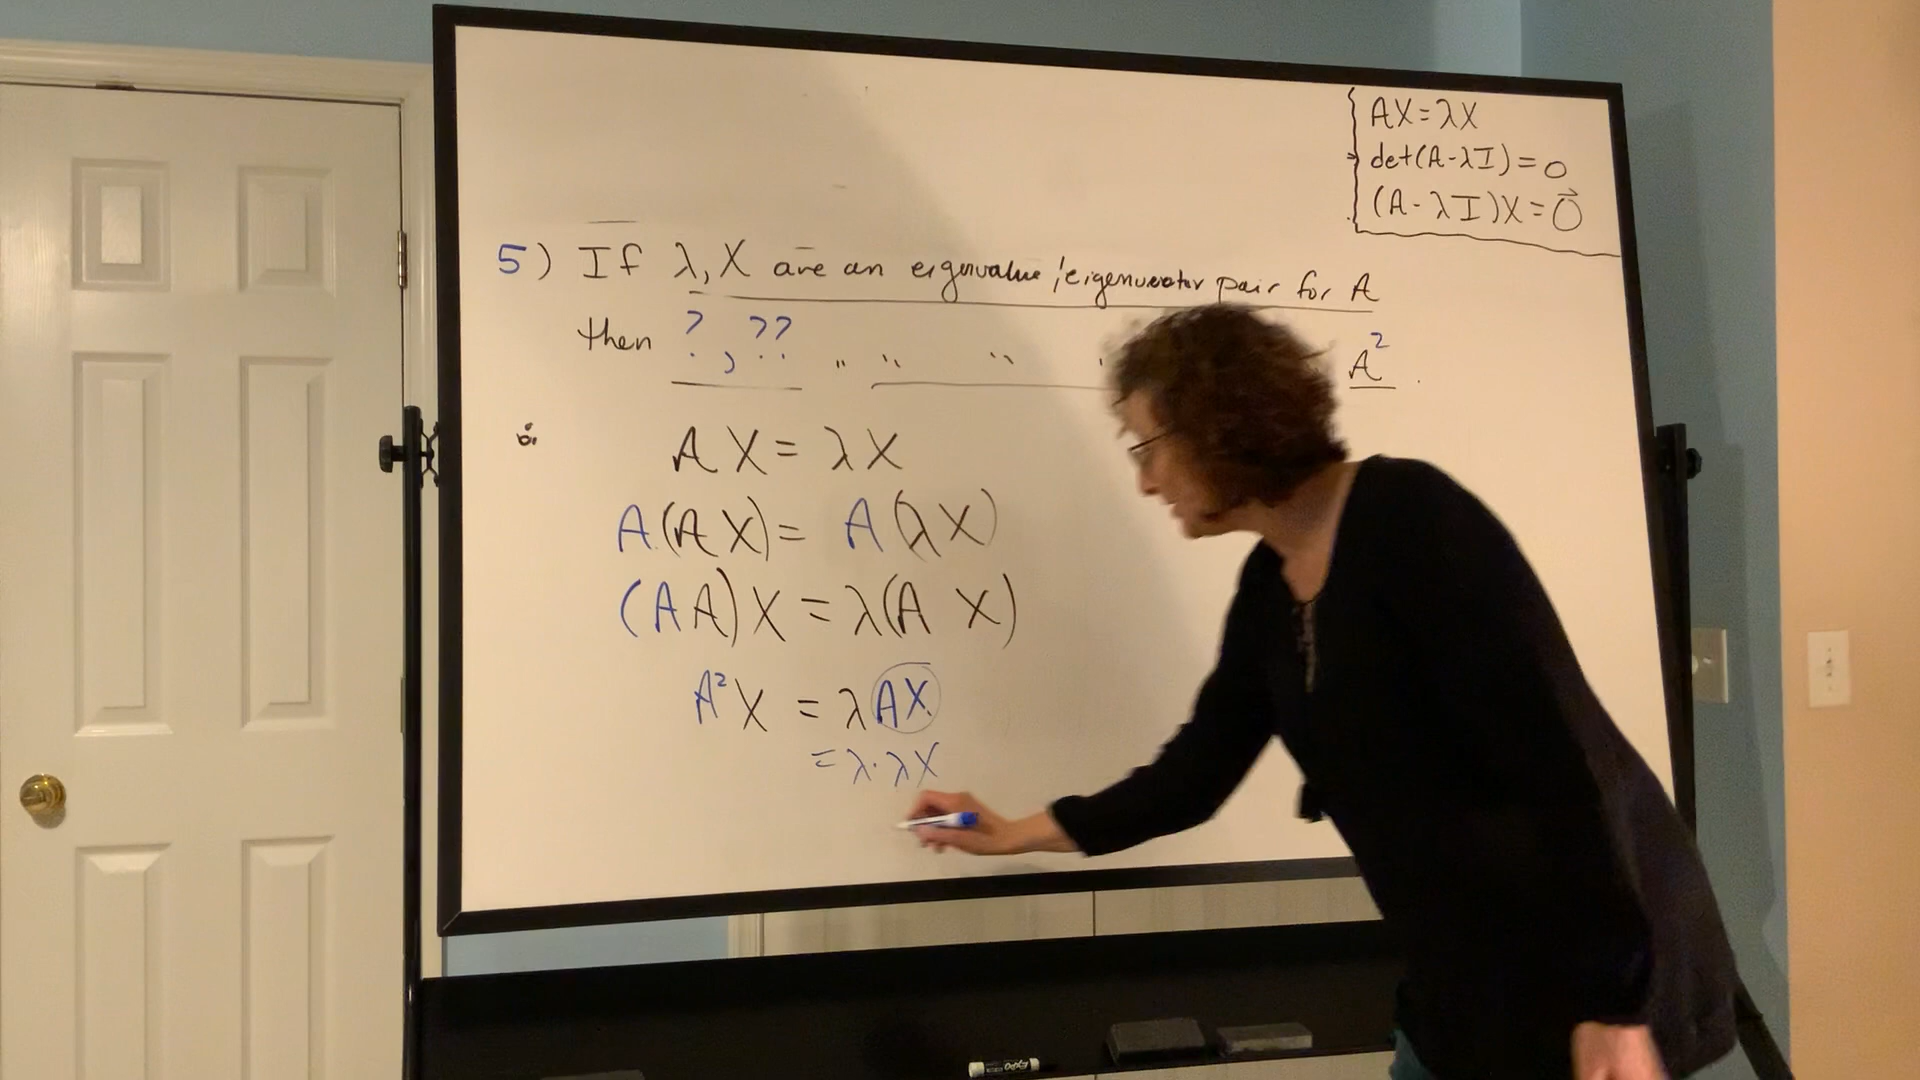 AX=λX
det(A-λI)=0
(A-λI)X=0⃗
5) If λ, X are an eigenvalue/eigenvector pair for A
then ?, ?? " " " A²
AX=λX
A(AX)= A(λX)
(AA)X=λ(A X)
A²X = λAX
=λ·λX
Expo